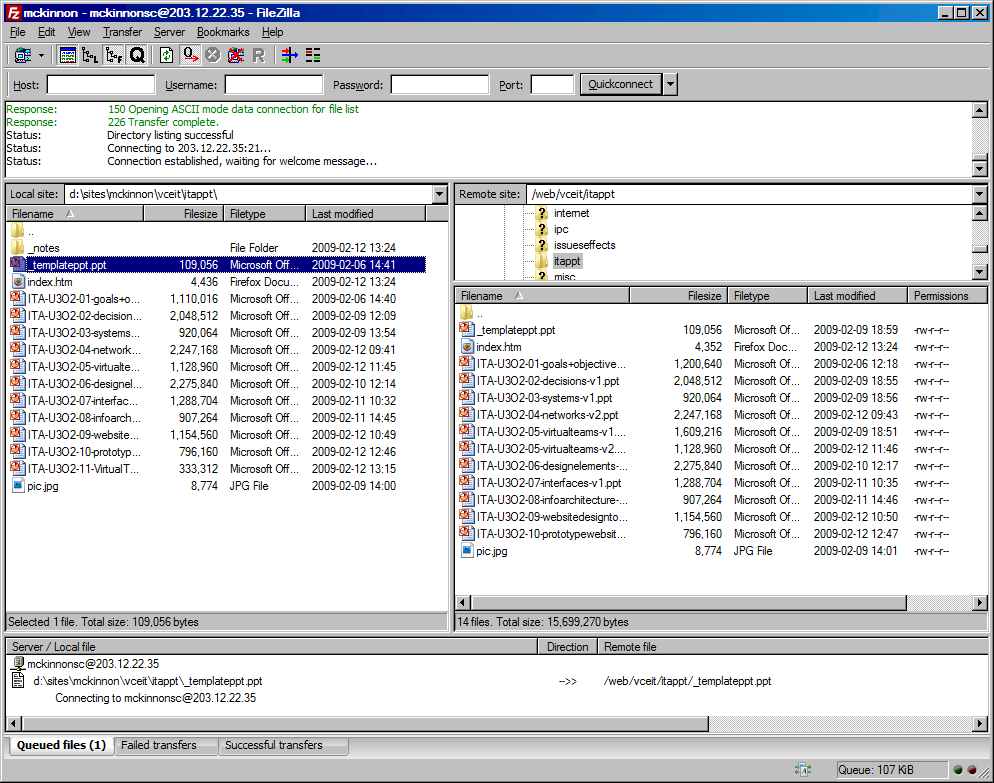 mckinnon - mckinnonsc@203.12.22.35 - FileZilla
File Edit View Transfer Server Bookmarks Help
Host: Username: Password: Port: Quickconnect
Response: 150 Opening ASCII mode data connection for file list
Response: 226 Transfer complete.
Status: Directory listing successful
Status: Connecting to 203.12.22.35:21...
Status: Connection established, waiting for welcome message...
Local site: d:\sites\mckinnon\vceit\itappt\
Filename Filesize Filetype Last modified
..
_notes File Folder 2009-02-12 13:24
_templateppt.ppt 109,056 Microsoft Off... 2009-02-06 14:41
index.htm 4,436 Firefox Docu... 2009-02-12 13:24
ITA-U3O2-01-goals+o... 1,110,016 Microsoft Off... 2009-02-06 14:40
ITA-U3O2-02-decision... 2,048,512 Microsoft Off... 2009-02-09 12:09
ITA-U3O2-03-systems... 920,064 Microsoft Off... 2009-02-09 13:54
ITA-U3O2-04-network... 2,247,168 Microsoft Off... 2009-02-12 09:41
ITA-U3O2-05-virtualte... 1,128,960 Microsoft Off... 2009-02-12 11:45
ITA-U3O2-06-designel... 2,275,840 Microsoft Off... 2009-02-10 12:14
ITA-U3O2-07-interfac... 1,288,704 Microsoft Off... 2009-02-11 10:32
ITA-U3O2-08-infoarch... 907,264 Microsoft Off... 2009-02-11 14:45
ITA-U3O2-09-website... 1,154,560 Microsoft Off... 2009-02-12 10:49
ITA-U3O2-10-prototyp... 796,160 Microsoft Off... 2009-02-12 12:46
ITA-U3O2-11-VirtualT... 333,312 Microsoft Off... 2009-02-12 13:15
pic.jpg 8,774 JPG File 2009-02-09 14:00
Selected 1 file. Total size: 109,056 bytes
Remote site: /web/vceit/itappt
internet
ipc
issueseffects
itappt
misc
Filename Filesize Filetype Last modified Permissions
..
_templateppt.ppt 109,056 Microsoft Of... 2009-02-09 18:59 -rw-r--r--
index.htm 4,352 Firefox Doc... 2009-02-12 13:24 -rw-r--r--
ITA-U3O2-01-goals+objective... 1,200,640 Microsoft Of... 2009-02-06 12:18 -rw-r--r--
ITA-U3O2-02-decisions-v1.ppt 2,048,512 Microsoft Of... 2009-02-09 18:55 -rw-r--r--
ITA-U3O2-03-systems-v1.ppt 920,064 Microsoft Of... 2009-02-09 18:56 -rw-r--r--
ITA-U3O2-04-networks-v2.ppt 2,247,168 Microsoft Of... 2009-02-12 09:43 -rw-r--r--
ITA-U3O2-05-virtualteams-v1.... 1,609,216 Microsoft Of... 2009-02-09 18:51 -rw-r--r--
ITA-U3O2-05-virtualteams-v2.... 1,128,960 Microsoft Of... 2009-02-12 11:46 -rw-r--r--
ITA-U3O2-06-designelements-... 2,275,840 Microsoft Of... 2009-02-10 12:17 -rw-r--r--
ITA-U3O2-07-interfaces-v1.ppt 1,288,704 Microsoft Of... 2009-02-11 10:35 -rw-r--r--
ITA-U3O2-08-infoarchitecture-... 907,264 Microsoft Of... 2009-02-11 14:46 -rw-r--r--
ITA-U3O2-09-websitedesignto... 1,154,560 Microsoft Of... 2009-02-12 10:50 -rw-r--r--
ITA-U3O2-10-prototypewebsit... 796,160 Microsoft Of... 2009-02-12 12:47 -rw-r--r--
pic.jpg 8,774 JPG File 2009-02-09 14:01 -rw-r--r--
14 files. Total size: 15,699,270 bytes
Server / Local file Direction Remote file
mckinnonsc@203.12.22.35
d:\sites\mckinnon\vceit\itappt\_templateppt.ppt -->> /web/vceit/itappt/_templateppt.ppt
Connecting to mckinnonsc@203.12.22.35
Queued files (1) Failed transfers Successful transfers
Queue: 107 KiB